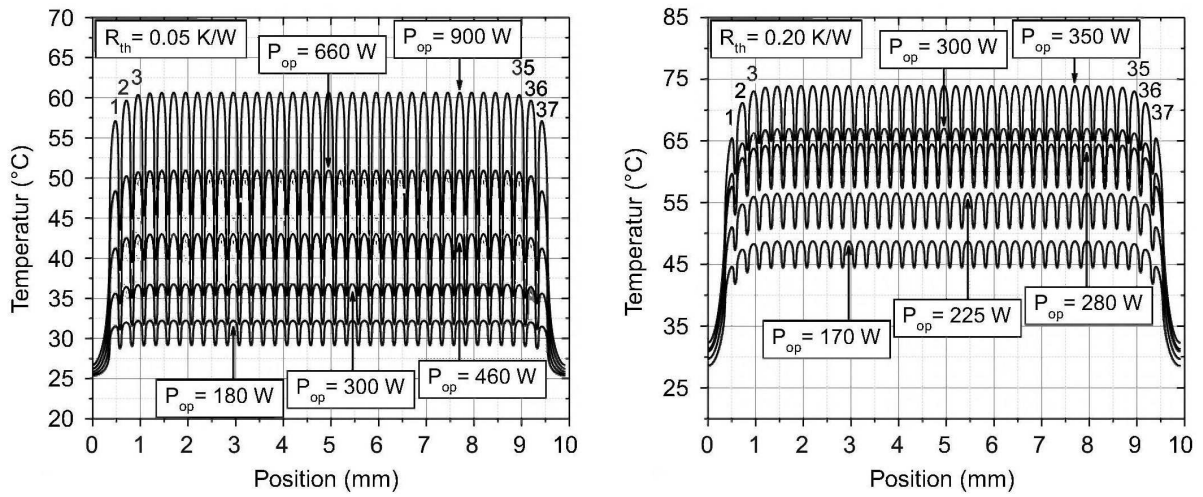 70
65
60
55
50
45
40
35
30
25
20
Temperatur (°C)
R_th = 0.05 K/W
P_op = 660 W
P_op = 900 W
1
2
3
35
36
37
P_op = 180 W
P_op = 300 W
P_op = 460 W
0 1 2 3 4 5 6 7 8 9 10
Position (mm)
85
75
65
55
45
35
25
Temperatur (°C)
R_th = 0.20 K/W
P_op = 300 W
P_op = 350 W
1
2
3
35
36
37
P_op = 170 W
P_op = 225 W
P_op = 280 W
0 1 2 3 4 5 6 7 8 9 10
Position (mm)